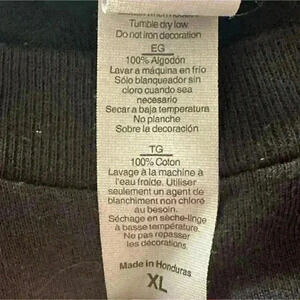 Tumble dry low
Do not iron decoration
EG
100% Algodón
Lavar a máquina en frío
Sólo blanqueador sin
cloro cuando sea
necesario
Secar a baja temperatura
No planche
Sobre la decoración
TG
100% Coton
Lavage à la machine à
l'eau froide. Utiliser
seulement un agent de
blanchiment non chloré
au besoin.
Séchage en sèche-linge
à basse température.
Ne pas repasser
les décorations.
Made in Honduras
XL